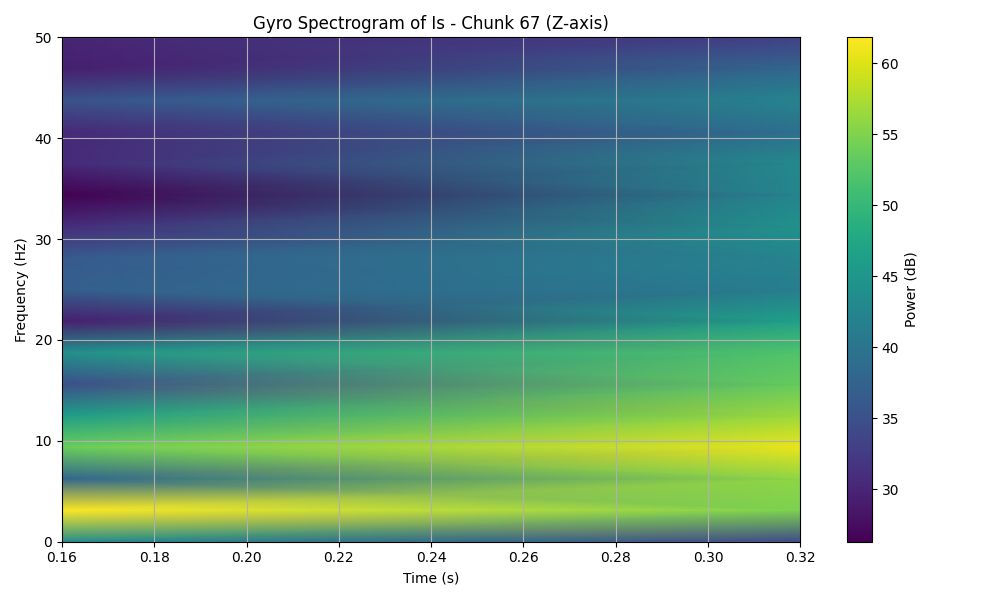 Gyro Spectrogram of Is - Chunk 67 (Z-axis)
50
40
30
20
10
0
Frequency (Hz)
0.16 0.18 0.20 0.22 0.24 0.26 0.28 0.30 0.32
Time (s)
60
55
50
45
40
35
30
Power (dB)